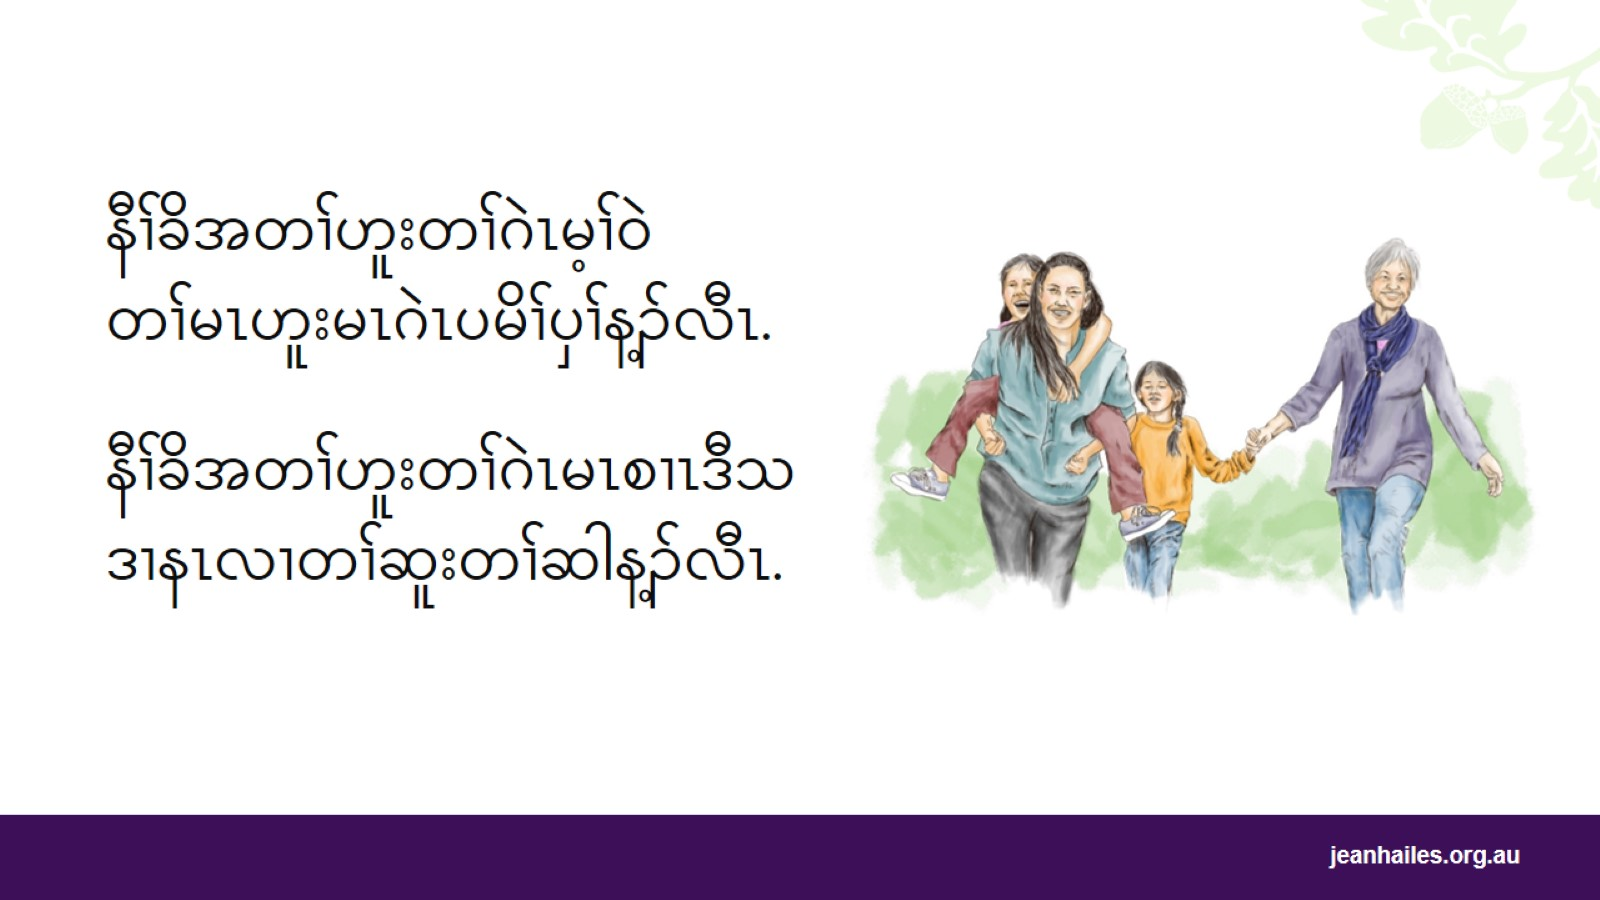 နီၢ်ခိအတၢ်ဟူးတၢ်ဂဲၤမ့ၢ်ဝဲ
တၢ်မၤဟူးမၤဂဲၤပမိၢ်ပှၢ်န့ၣ်လီၤ.
နီၢ်ခိအတၢ်ဟူးတၢ်ဂဲၤမၤစၢၤဒီသ
ဒၢနၤလၢတၢ်ဆူးတၢ်ဆါန့ၣ်လီၤ.
jeanhailes.org.au